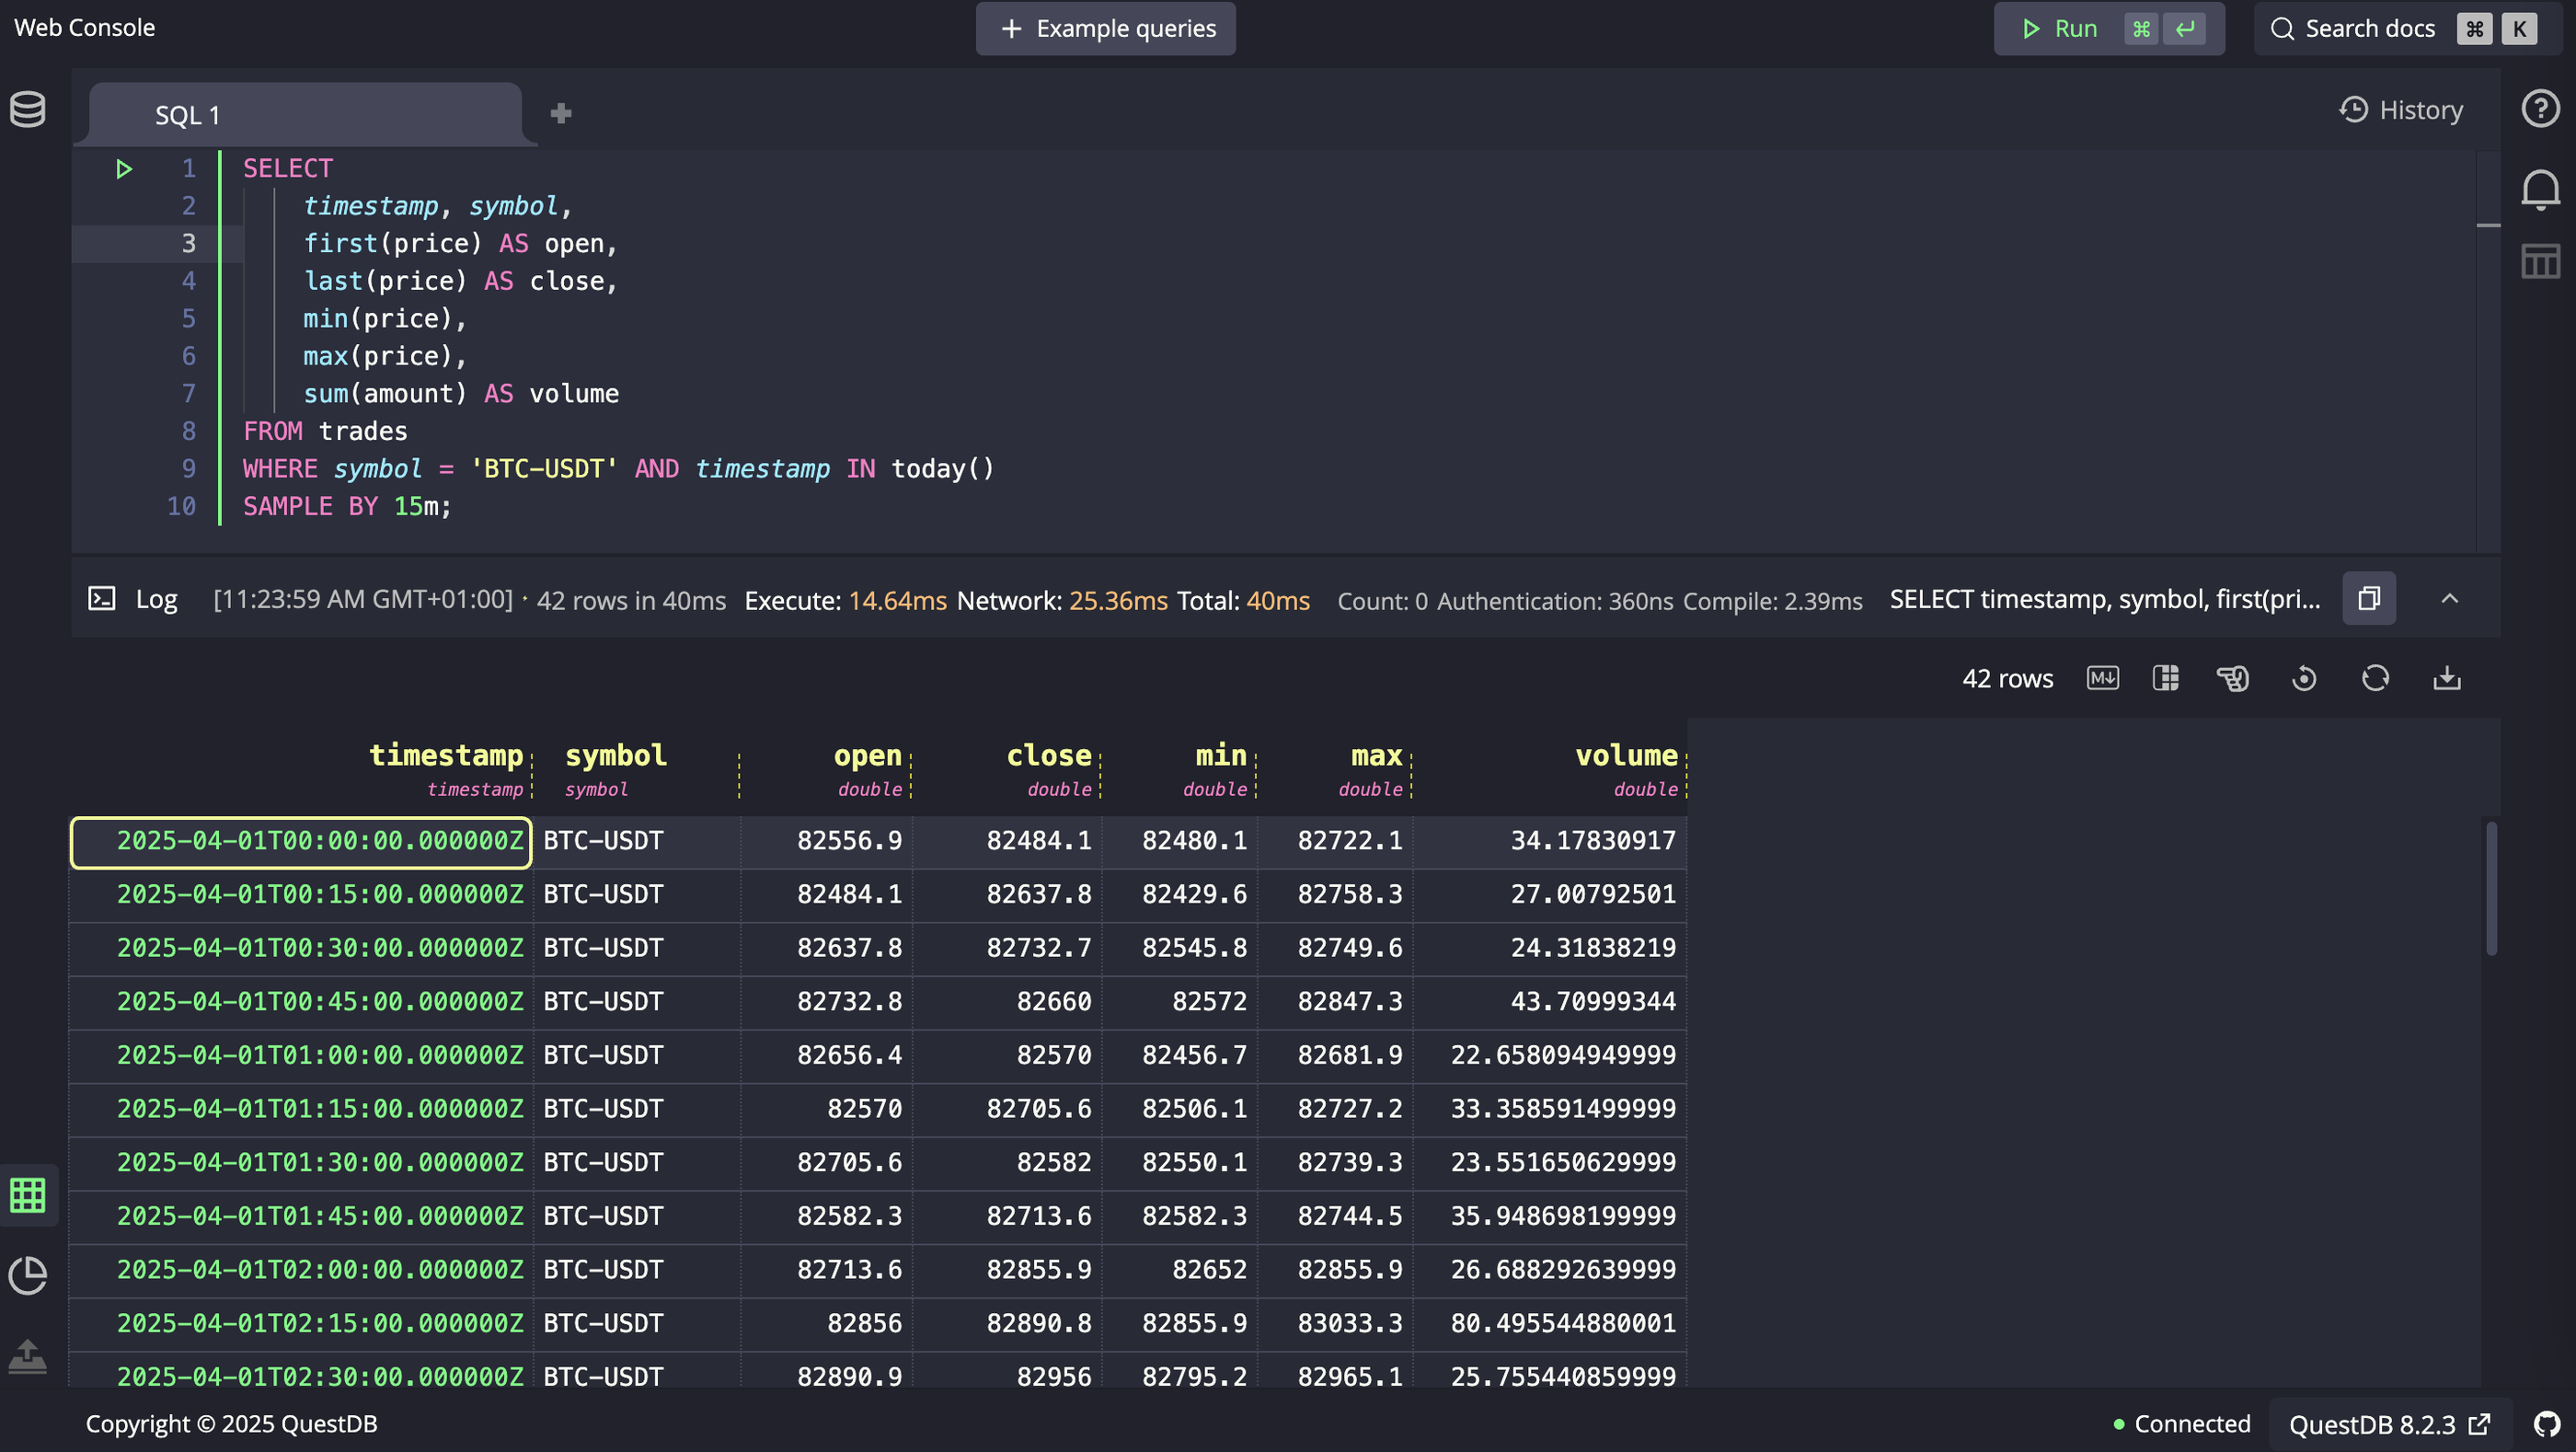 Web Console
Example queries
Run ⌘ ↵
Search docs ⌘ K
SQL 1
History
1 SELECT
2 timestamp, symbol,
3 first(price) AS open,
4 last(price) AS close,
5 min(price),
6 max(price),
7 sum(amount) AS volume
8 FROM trades
9 WHERE symbol = 'BTC-USDT' AND timestamp IN today()
10 SAMPLE BY 15m;
Log [11:23:59 AM GMT+01:00] · 42 rows in 40ms Execute: 14.64ms Network: 25.36ms Total: 40ms Count: 0 Authentication: 360ns Compile: 2.39ms SELECT timestamp, symbol, first(pri...
42 rows M↓
timestamp symbol open close min max volume
timestamp symbol double double double double double
2025-04-01T00:00:00.000000Z BTC-USDT 82556.9 82484.1 82480.1 82722.1 34.17830917
2025-04-01T00:15:00.000000Z BTC-USDT 82484.1 82637.8 82429.6 82758.3 27.00792501
2025-04-01T00:30:00.000000Z BTC-USDT 82637.8 82732.7 82545.8 82749.6 24.31838219
2025-04-01T00:45:00.000000Z BTC-USDT 82732.8 82660 82572 82847.3 43.70999344
2025-04-01T01:00:00.000000Z BTC-USDT 82656.4 82570 82456.7 82681.9 22.658094949999
2025-04-01T01:15:00.000000Z BTC-USDT 82570 82705.6 82506.1 82727.2 33.358591499999
2025-04-01T01:30:00.000000Z BTC-USDT 82705.6 82582 82550.1 82739.3 23.551650629999
2025-04-01T01:45:00.000000Z BTC-USDT 82582.3 82713.6 82582.3 82744.5 35.948698199999
2025-04-01T02:00:00.000000Z BTC-USDT 82713.6 82855.9 82652 82855.9 26.688292639999
2025-04-01T02:15:00.000000Z BTC-USDT 82856 82890.8 82855.9 83033.3 80.495544880001
2025-04-01T02:30:00.000000Z BTC-USDT 82890.9 82956 82795.2 82965.1 25.755440859999
Copyright © 2025 QuestDB
Connected
QuestDB 8.2.3